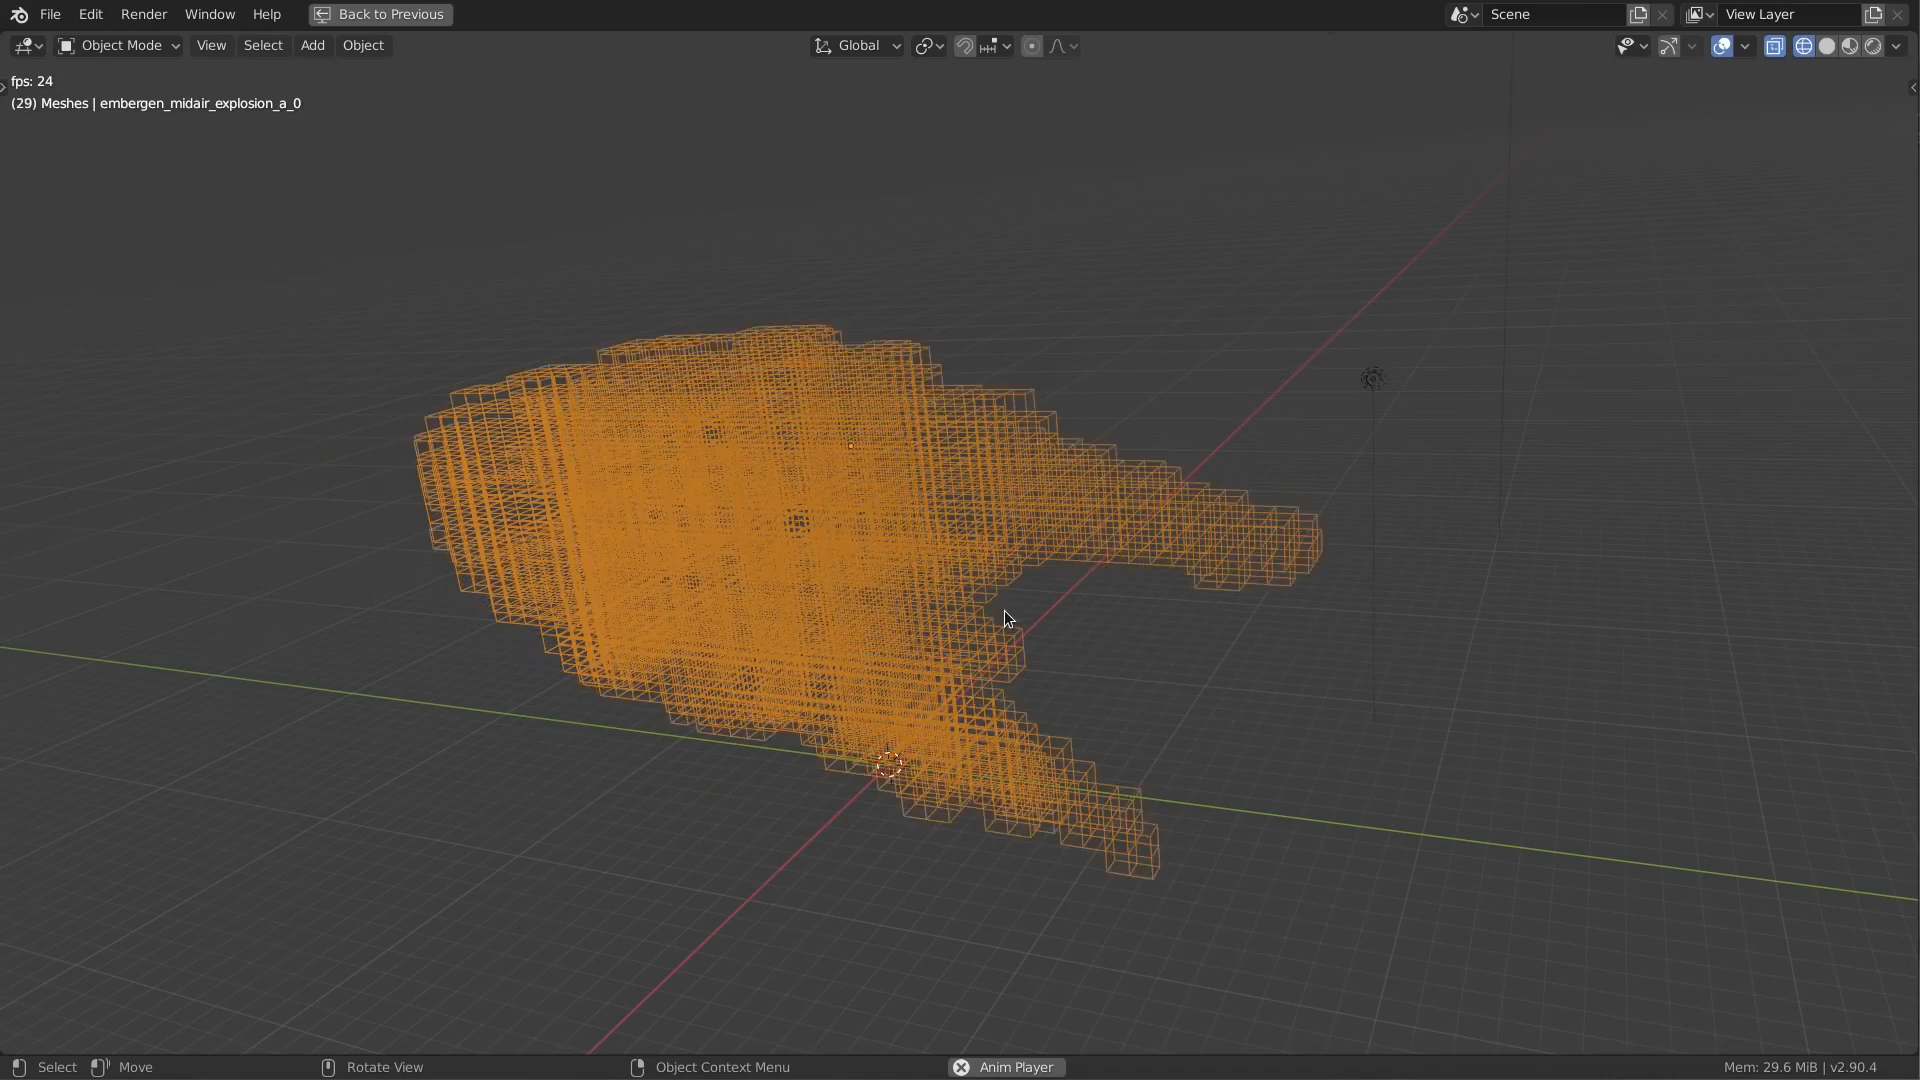 File Edit Render Window Help Back to Previous Scene View Layer
Object Mode View Select Add Object Global
fps: 24
(29) Meshes | embergen_midair_explosion_a_0
Select Move Rotate View Object Context Menu Anim Player Mem: 29.6 MiB | v2.90.4